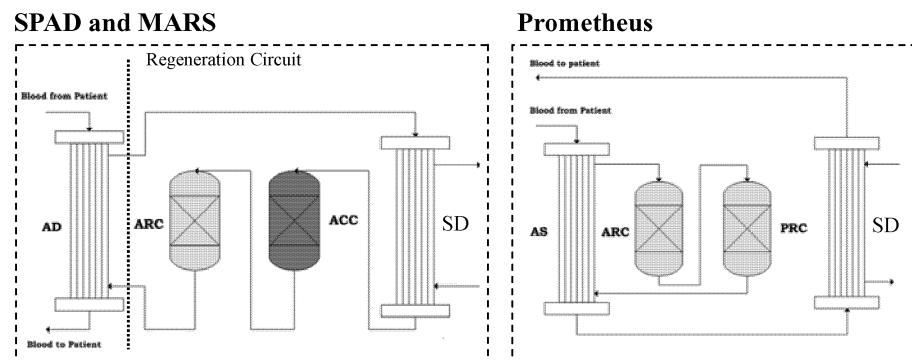 SPAD and MARS
Regeneration Circuit
Blood from Patient
AD
ARC
ACC
SD
Blood to Patient
Prometheus
Blood to patient
Blood from Patient
AS
ARC
PRC
SD